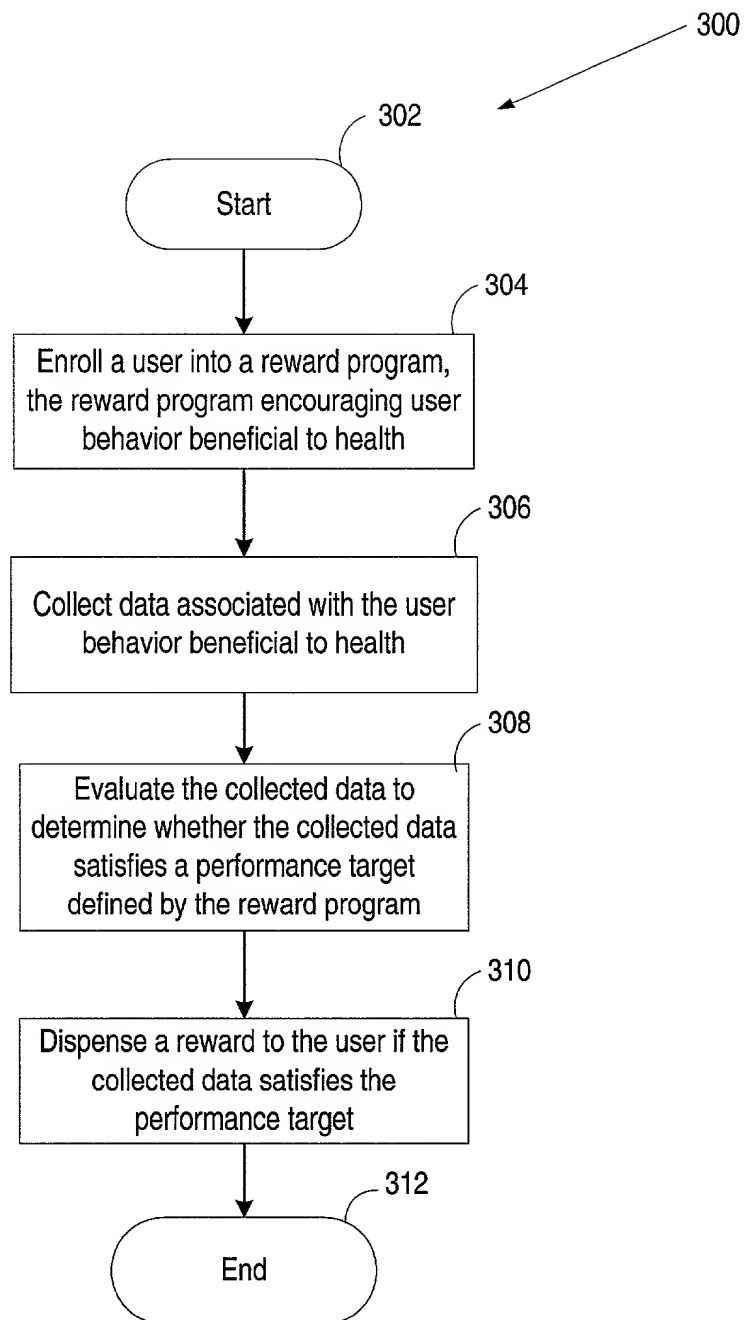 300
302
Start
304
Enroll a user into a reward program,
the reward program encouraging user
behavior beneficial to health
306
Collect data associated with the user
behavior beneficial to health
308
Evaluate the collected data to
determine whether the collected data
satisfies a performance target
defined by the reward program
310
Dispense a reward to the user if the
collected data satisfies the
performance target
312
End